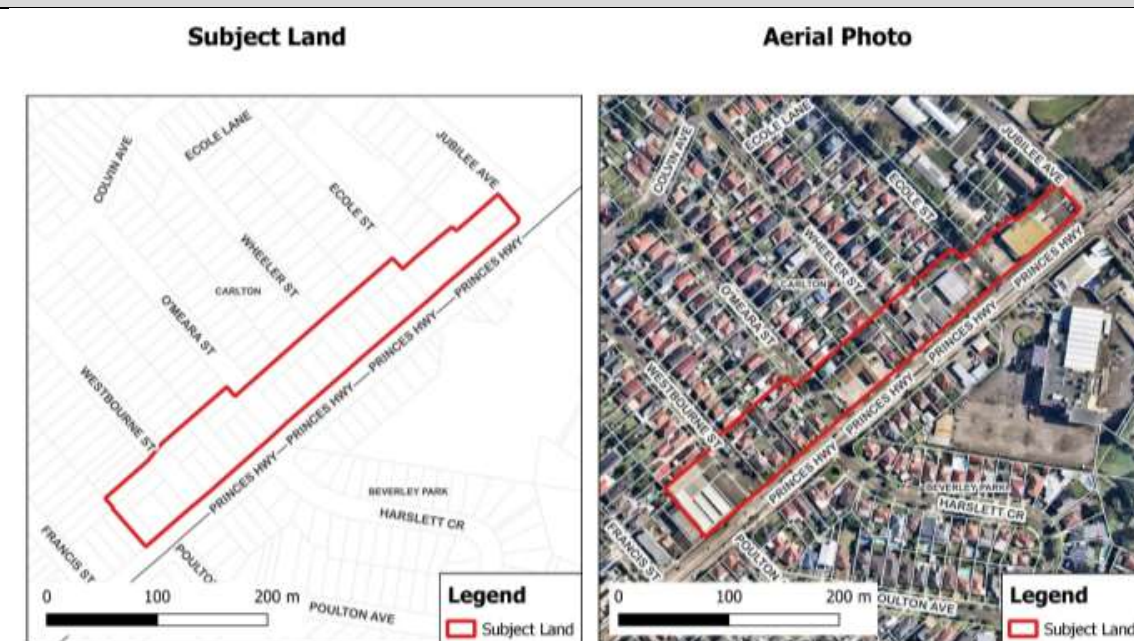 Subject Land
Aerial Photo
COLVIN AVE
ECOLE LANE
JUBILEE AVE
ECOLE ST
WHEELER ST
CARLTON
O'MEARA ST
PRINCES HWY
PRINCES HWY
PRINCES HWY
PRINCES HWY
WESTBOURNE ST
BEVERLEY PARK
HARSLETT CR
FRANCIS ST
POULTO
POULTON AVE
0 100 200 m
Legend
Subject Land
COLVIN AVE
ECOLE LANE
JUBILEE AVE
ECOLE ST
WHEELER ST
CARLTON
O'MEARA ST
PRINCES HWY
PRINCES HWY
PRINCES HWY
PRINCES HWY
WESTBOURNE ST
BEVERLEY PARK
HARSLETT CR
FRANCIS ST
POULTON
OULTON AVE
0 100 200 m
Legend
Subject Land